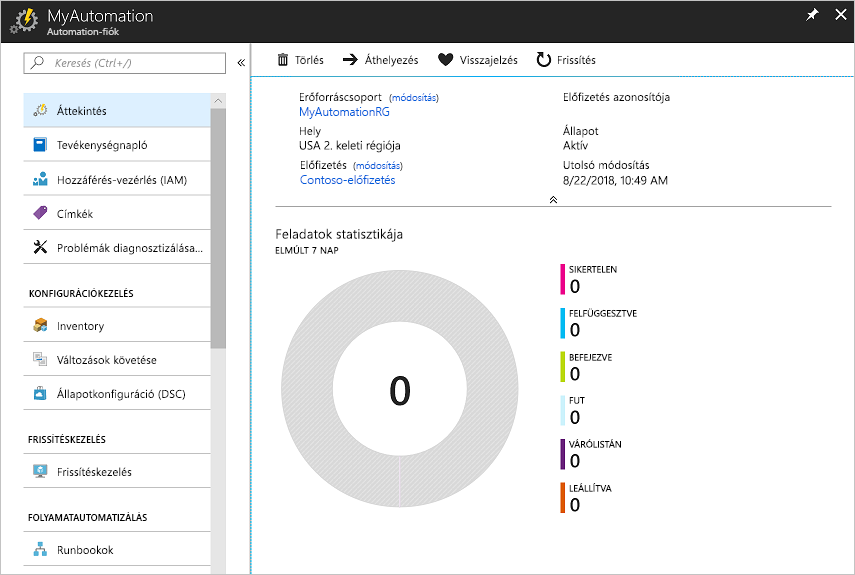 MyAutomation
Automation-fiók
Keresés (Ctrl+/)
Áttekintés
Tevékenységnapló
Hozzáférés-vezérlés (IAM)
Címkék
Problémák diagnosztizálása...
KONFIGURÁCIÓKEZELÉS
Inventory
Változások követése
Állapotkonfiguráció (DSC)
FRISSÍTÉSKEZELÉS
Frissítéskezelés
FOLYAMATAUTOMATIZÁLÁS
Runbookok
Törlés Áthelyezés Visszajelzés Frissítés
Erőforráscsoport (módosítás)
MyAutomationRG
Hely
USA 2. keleti régiója
Előfizetés (módosítás)
Contoso-előfizetés
Előfizetés azonosítója
Állapot
Aktív
Utolsó módosítás
8/22/2018, 10:49 AM
Feladatok statisztikája
ELMÚLT 7 NAP
0
SIKERTELEN
0
FELFÜGGESZTVE
0
BEFEJEZVE
0
FUT
0
VÁRÓLISTÁN
0
LEÁLLÍTVA
0